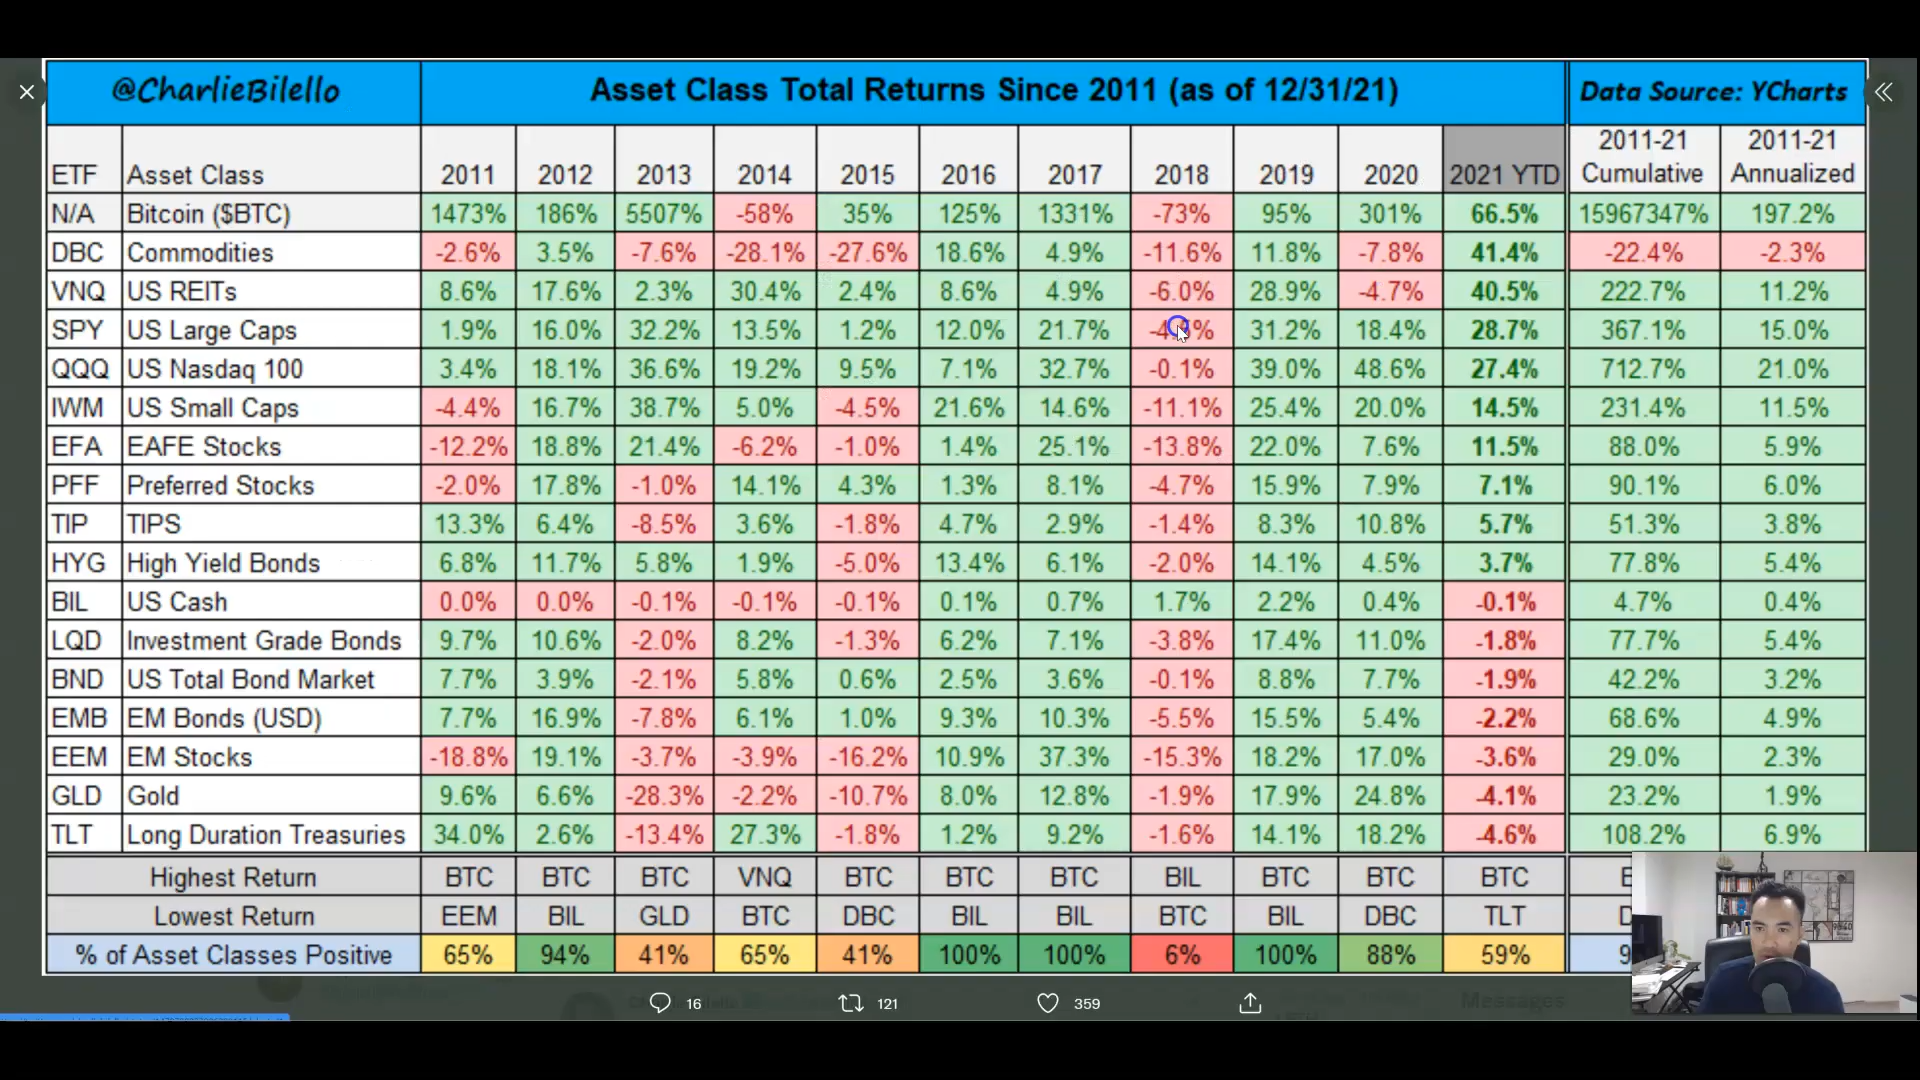 @CharlieBilello Asset Class Total Returns Since 2011 (as of 12/31/21) Data Source: YCharts
ETF Asset Class 2011 2012 2013 2014 2015 2016 2017 2018 2019 2020 2021 YTD 2011-21 Cumulative 2011-21 Annualized
N/A Bitcoin ($BTC) 1473% 186% 5507% -58% 35% 125% 1331% -73% 95% 301% 66.5% 15967347% 197.2%
DBC Commodities -2.6% 3.5% -7.6% -28.1% -27.6% 18.6% 4.9% -11.6% 11.8% -7.8% 41.4% -22.4% -2.3%
VNQ US REITs 8.6% 17.6% 2.3% 30.4% 2.4% 8.6% 4.9% -6.0% 28.9% -4.7% 40.5% 222.7% 11.2%
SPY US Large Caps 1.9% 16.0% 32.2% 13.5% 1.2% 12.0% 21.7% 31.2% 18.4% 28.7% 367.1% 15.0%
QQQ US Nasdaq 100 3.4% 18.1% 36.6% 19.2% 9.5% 7.1% 32.7% -0.1% 39.0% 48.6% 27.4% 712.7% 21.0%
IWM US Small Caps -4.4% 16.7% 38.7% 5.0% -4.5% 21.6% 14.6% -11.1% 25.4% 20.0% 14.5% 231.4% 11.5%
EFA EAFE Stocks -12.2% 18.8% 21.4% -6.2% -1.0% 1.4% 25.1% -13.8% 22.0% 7.6% 11.5% 88.0% 5.9%
PFF Preferred Stocks -2.0% 17.8% -1.0% 14.1% 4.3% 1.3% 8.1% -4.7% 15.9% 7.9% 7.1% 90.1% 6.0%
TIP TIPS 13.3% 6.4% -8.5% 3.6% -1.8% 4.7% 2.9% -1.4% 8.3% 10.8% 5.7% 51.3% 3.8%
HYG High Yield Bonds 6.8% 11.7% 5.8% 1.9% -5.0% 13.4% 6.1% -2.0% 14.1% 4.5% 3.7% 77.8% 5.4%
BIL US Cash 0.0% 0.0% -0.1% -0.1% -0.1% 0.1% 0.7% 1.7% 2.2% 0.4% -0.1% 4.7% 0.4%
LQD Investment Grade Bonds 9.7% 10.6% -2.0% 8.2% -1.3% 6.2% 7.1% -3.8% 17.4% 11.0% -1.8% 77.7% 5.4%
BND US Total Bond Market 7.7% 3.9% -2.1% 5.8% 0.6% 2.5% 3.6% -0.1% 8.8% 7.7% -1.9% 42.2% 3.2%
EMB EM Bonds (USD) 7.7% 16.9% -7.8% 6.1% 1.0% 9.3% 10.3% -5.5% 15.5% 5.4% -2.2% 68.6% 4.9%
EEM EM Stocks -18.8% 19.1% -3.7% -3.9% -16.2% 10.9% 37.3% -15.3% 18.2% 17.0% -3.6% 29.0% 2.3%
GLD Gold 9.6% 6.6% -28.3% -2.2% -10.7% 8.0% 12.8% -1.9% 17.9% 24.8% -4.1% 23.2% 1.9%
TLT Long Duration Treasuries 34.0% 2.6% -13.4% 27.3% -1.8% 1.2% 9.2% -1.6% 14.1% 18.2% -4.6% 108.2% 6.9%
Highest Return BTC BTC BTC VNQ BTC BTC BTC BIL BTC BTC BTC
Lowest Return EEM BIL GLD BTC DBC BIL BIL BTC BIL DBC TLT
% of Asset Classes Positive 65% 94% 41% 65% 41% 100% 100% 6% 100% 88% 59%
16 121 359
Messages